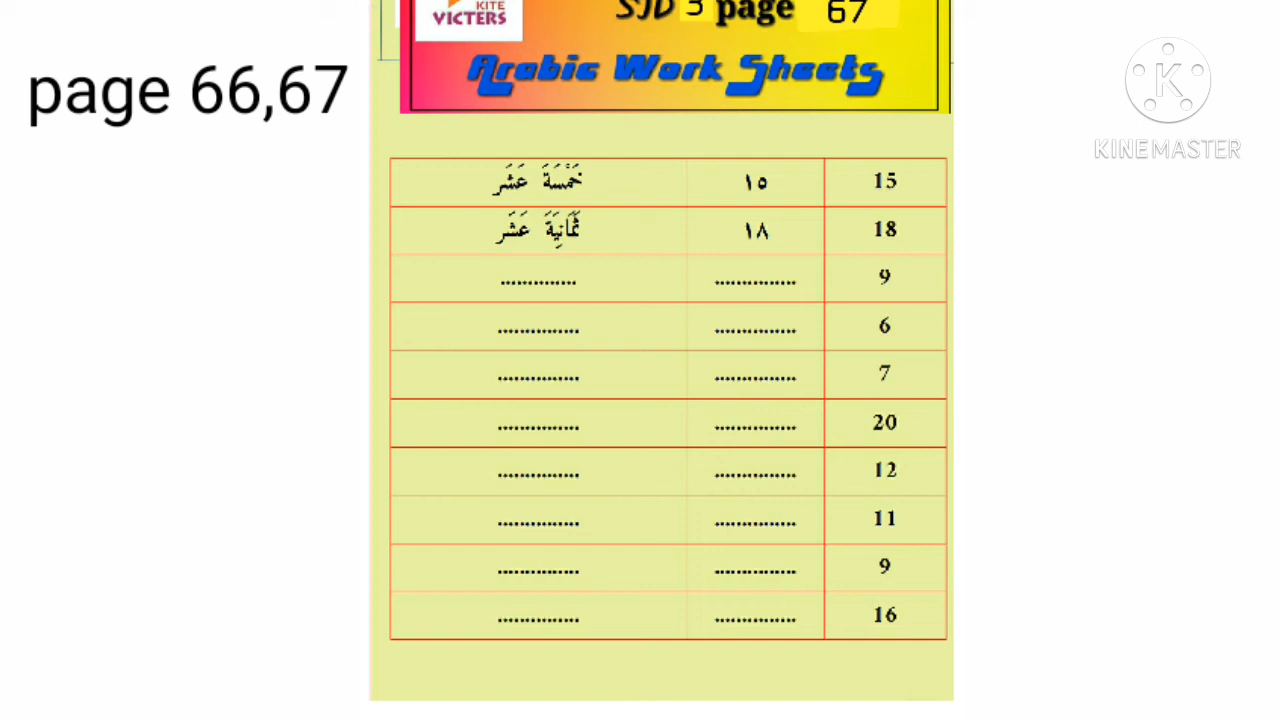 KITE
VICTERS
SJD 3 page 67
Arabic Work Sheets
page 66,67
K
KINEMASTER
خَمْسَةَ عَشَر ١٥ 15
ثَمَانِيَةَ عَشَر ١٨ 18
.............. ............... 9
............... ............... 6
............... ............... 7
............... ............... 20
............... ............... 12
............... ............... 11
............... ............... 9
............... ............... 16